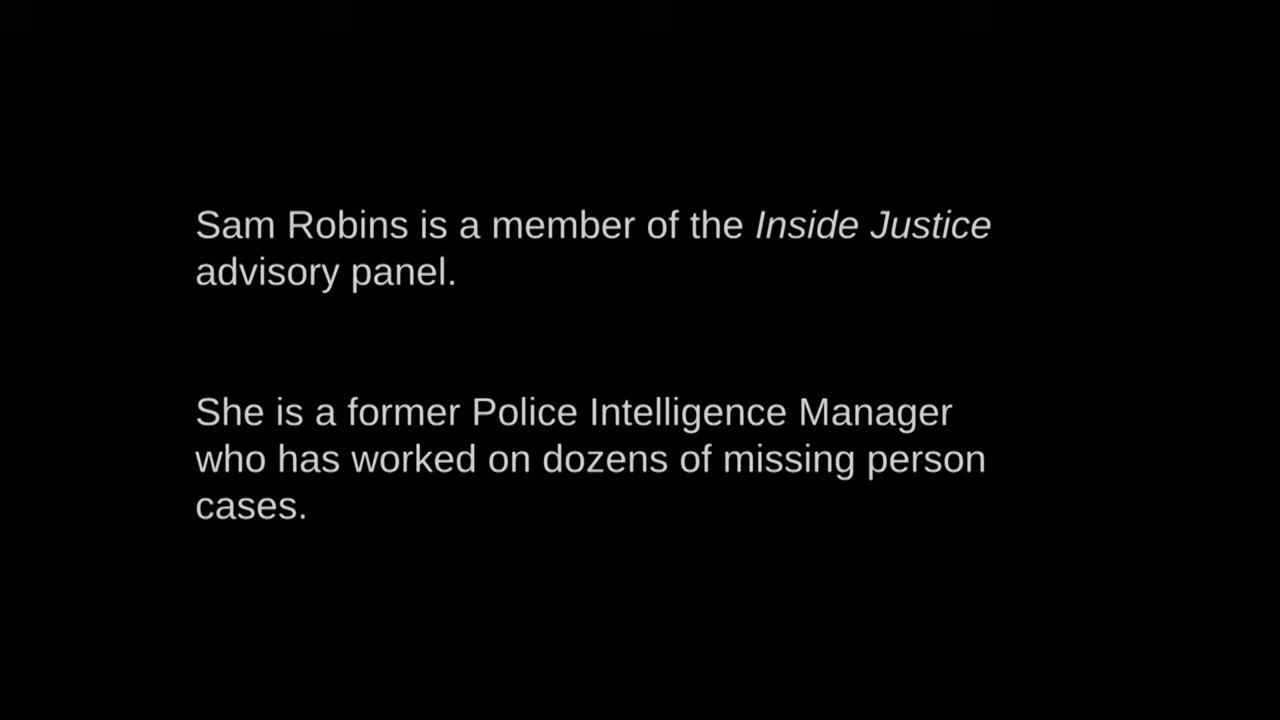 Sam Robins is a member of the Inside Justice
advisory panel.
She is a former Police Intelligence Manager
who has worked on dozens of missing person
cases.